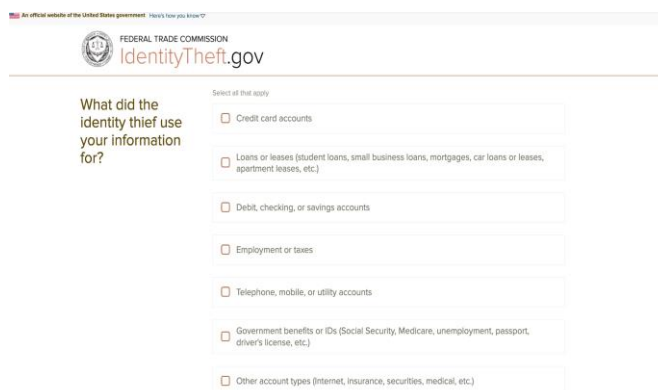 An official website of the United States government Here's how you know
FEDERAL TRADE COMMISSION
IdentityTheft.gov
What did the
identity thief use
your information
for?
Select all that apply
Credit card accounts
Loans or leases (student loans, small business loans, mortgages, car loans or leases,
apartment leases, etc.)
Debit, checking, or savings accounts
Employment or taxes
Telephone, mobile, or utility accounts
Government benefits or IDs (Social Security, Medicare, unemployment, passport,
driver's license, etc.)
Other account types (Internet, insurance, securities, medical, etc.)